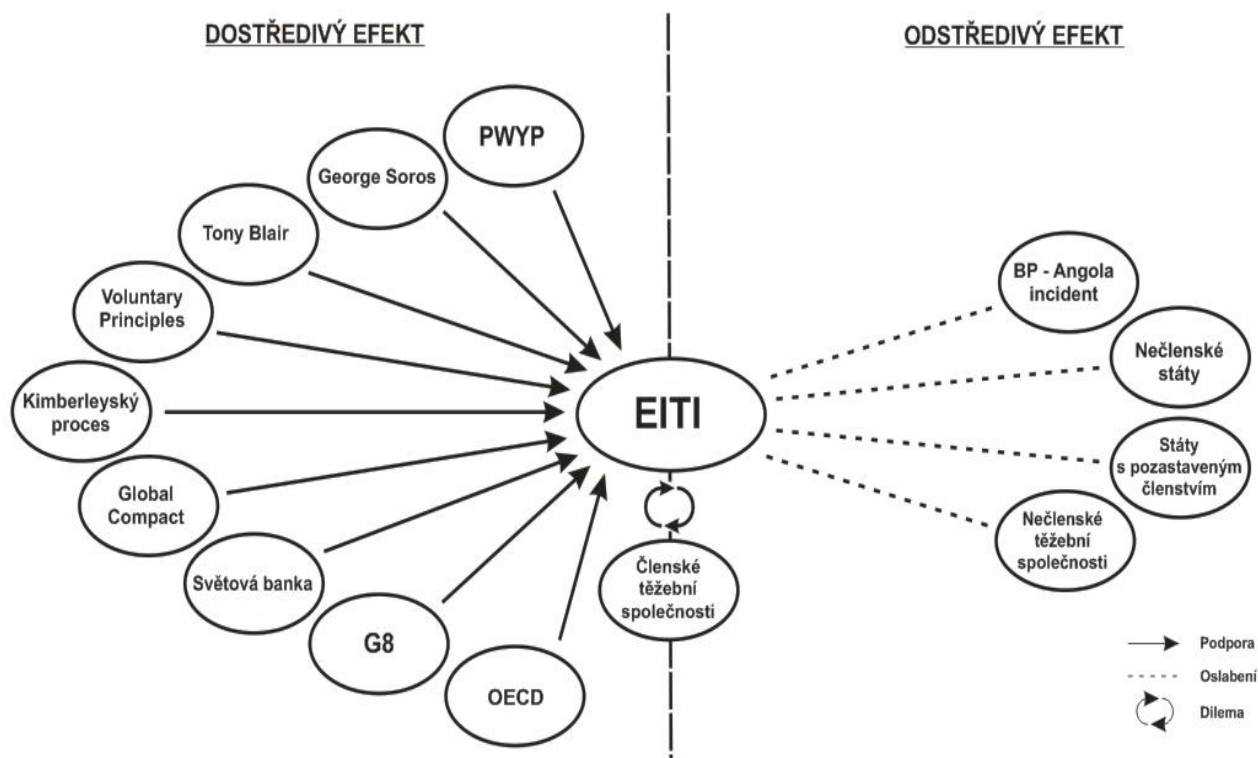 DOSTŘEDIVÝ EFEKT
ODSTŘEDIVÝ EFEKT
PWYP
George Soros
Tony Blair
Voluntary
Principles
Kimberleyský
proces
Global
Compact
Světová banka
G8
OECD
EITI
Členské
těžební
společnosti
BP - Angola
incident
Nečlenské
státy
Státy
s pozastaveným
členstvím
Nečlenské
těžební
společnosti
Podpora
Oslabení
Dilema